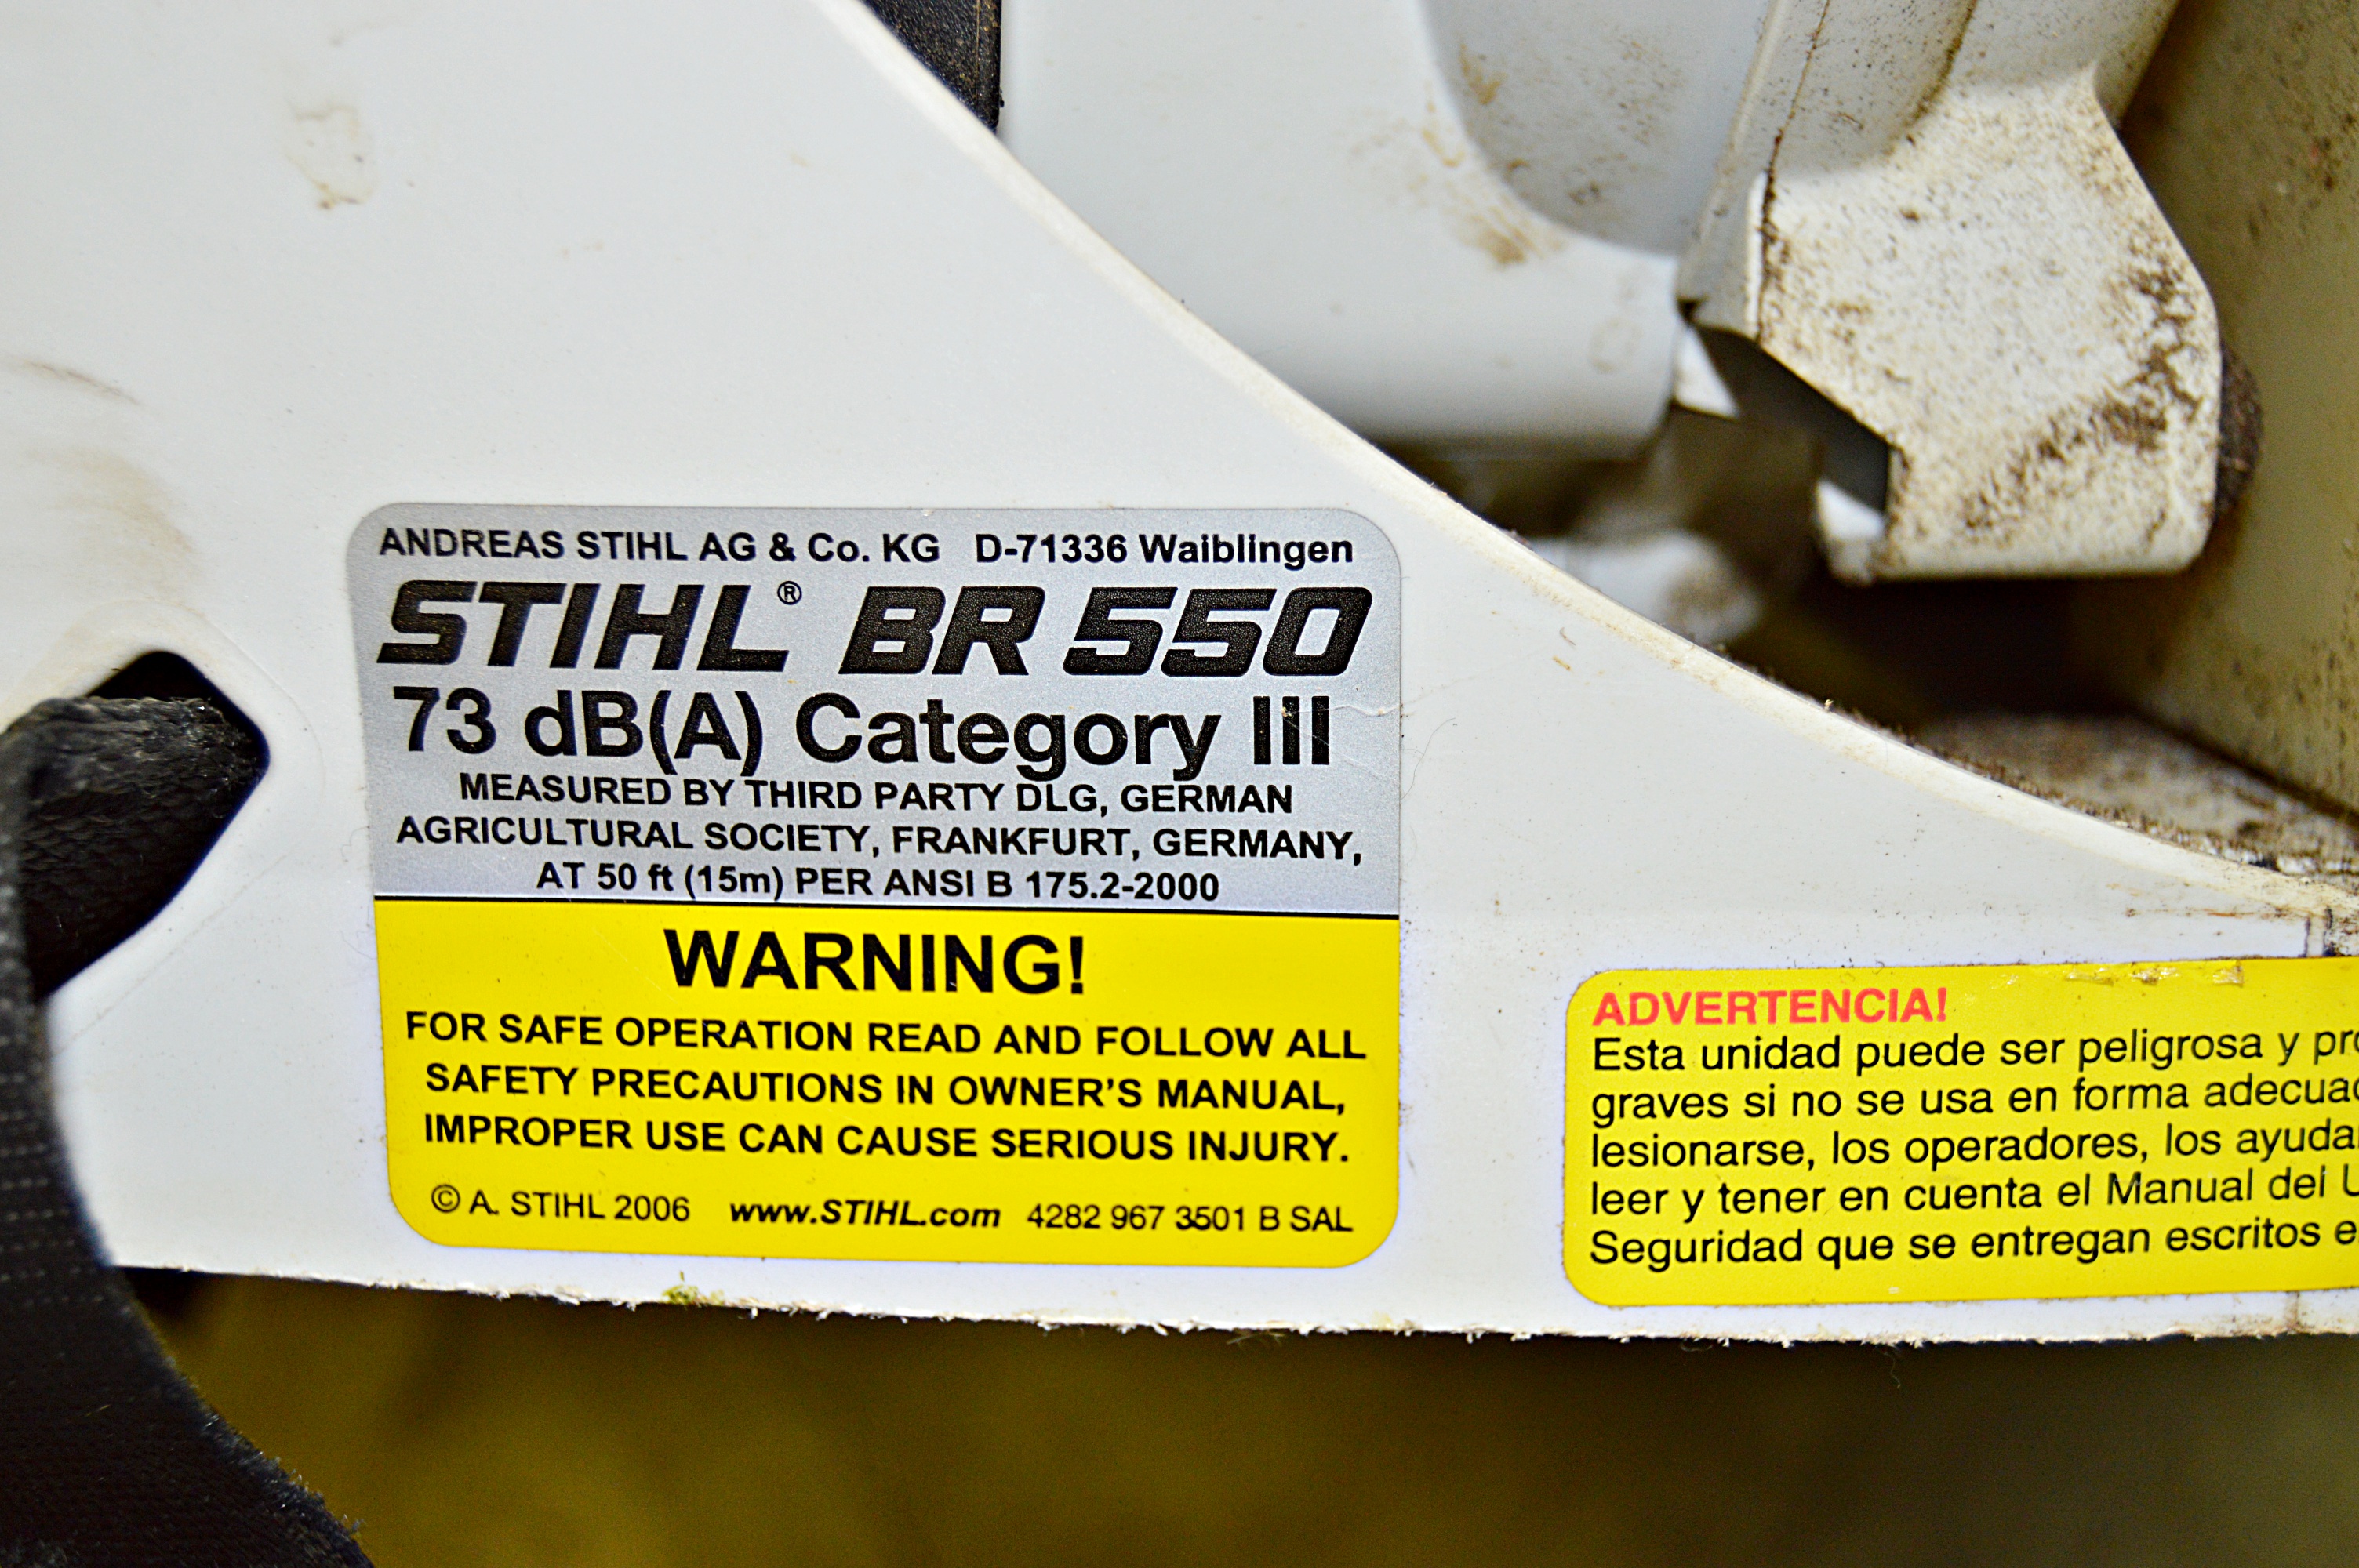 ANDREAS STIHL AG & Co. KG D-71336 Waiblingen
STIHL® BR 550
73 dB(A) Category III
MEASURED BY THIRD PARTY DLG, GERMAN
AGRICULTURAL SOCIETY, FRANKFURT, GERMANY,
AT 50 ft (15m) PER ANSI B 175.2-2000
WARNING!
FOR SAFE OPERATION READ AND FOLLOW ALL
SAFETY PRECAUTIONS IN OWNER'S MANUAL,
IMPROPER USE CAN CAUSE SERIOUS INJURY.
© A. STIHL 2006 www.STIHL.com 4282 967 3501 B SAL
ADVERTENCIA!
Esta unidad puede ser peligrosa y
graves si no se usa en forma
lesionarse, los operadores, los
leer y tener en cuenta el Manual del
Seguridad que se entregan escritos